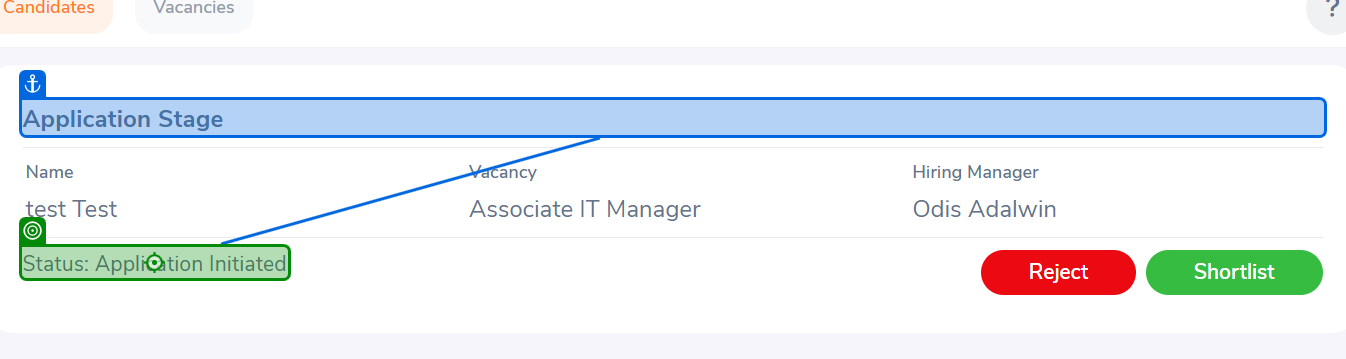 Candidates Vacancies ?
Application Stage
Name Vacancy Hiring Manager
test Test Associate IT Manager Odis Adalwin
Status: Application Initiated Reject Shortlist